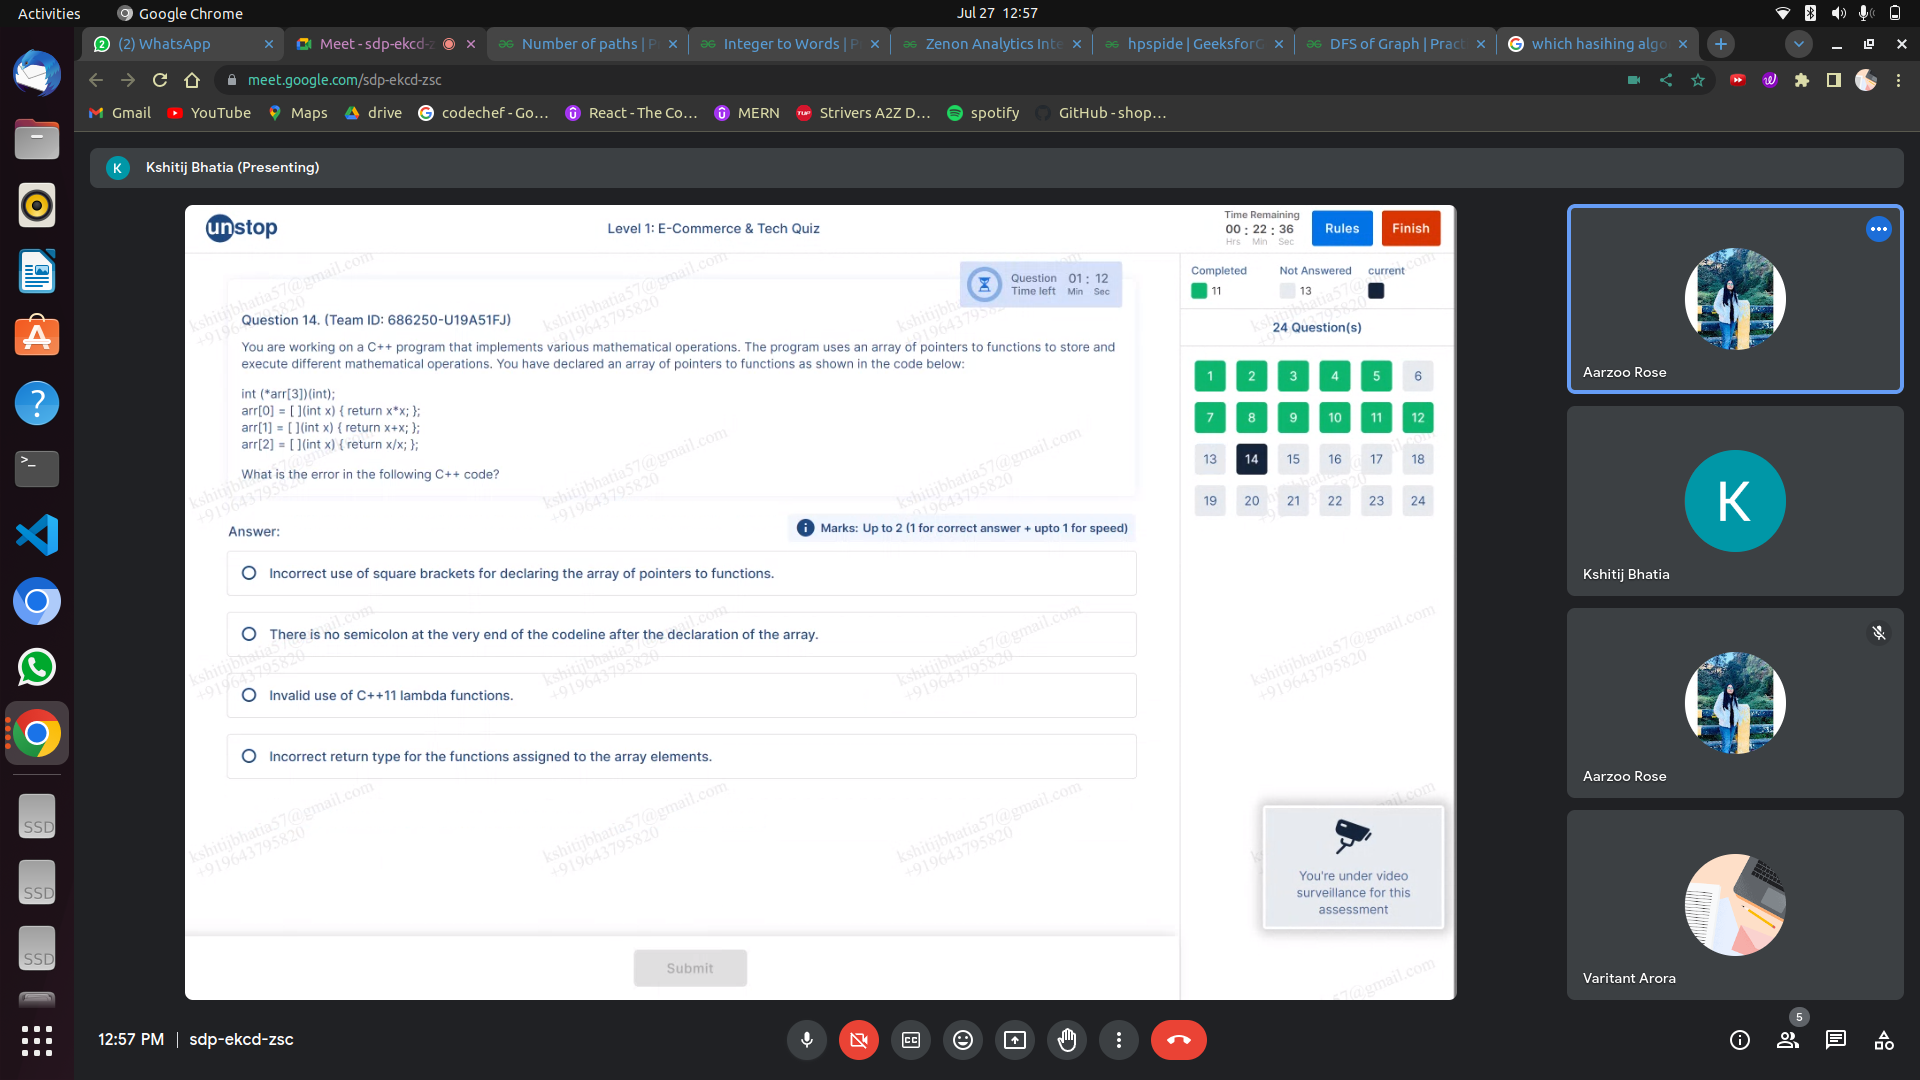 Activities
Google Chrome
Jul 27 12:57
(2) WhatsApp
Meet - sdp-ekcd-z
Number of paths | P
Integer to Words | P
Zenon Analytics Inte
hpspide | GeeksforG
DFS of Graph | Pract
which hasihing algo
meet.google.com/sdp-ekcd-zsc
Gmail
YouTube
Maps
drive
codechef - Go...
React - The Co...
MERN
Strivers A2Z D...
spotify
GitHub - shop...
K
Kshitij Bhatia (Presenting)
unstop
Level 1: E-Commerce & Tech Quiz
Time Remaining
00 : 22 : 36
Hrs Min Sec
Rules
Finish
Question Time left
01 : 12
Min Sec
Completed
11
Not Answered
13
current
24 Question(s)
1 2 3 4 5 6
7 8 9 10 11 12
13 14 15 16 17 18
19 20 21 22 23 24
Question 14. (Team ID: 686250-U19A51FJ)
You are working on a C++ program that implements various mathematical operations. The program uses an array of pointers to functions to store and
execute different mathematical operations. You have declared an array of pointers to functions as shown in the code below:
int (*arr[3])(int);
arr[0] = [ ](int x) { return x*x; };
arr[1] = [ ](int x) { return x+x; };
arr[2] = [ ](int x) { return x/x; };
What is the error in the following C++ code?
Answer:
Marks: Up to 2 (1 for correct answer + upto 1 for speed)
Incorrect use of square brackets for declaring the array of pointers to functions.
There is no semicolon at the very end of the codeline after the declaration of the array.
Invalid use of C++11 lambda functions.
Incorrect return type for the functions assigned to the array elements.
kshitijbhatia57@gmail.com
+919643795820
You're under video
surveillance for this
assessment
Submit
Aarzoo Rose
K
Kshitij Bhatia
Aarzoo Rose
Varitant Arora
SSD
SSD
SSD
12:57 PM | sdp-ekcd-zsc
5